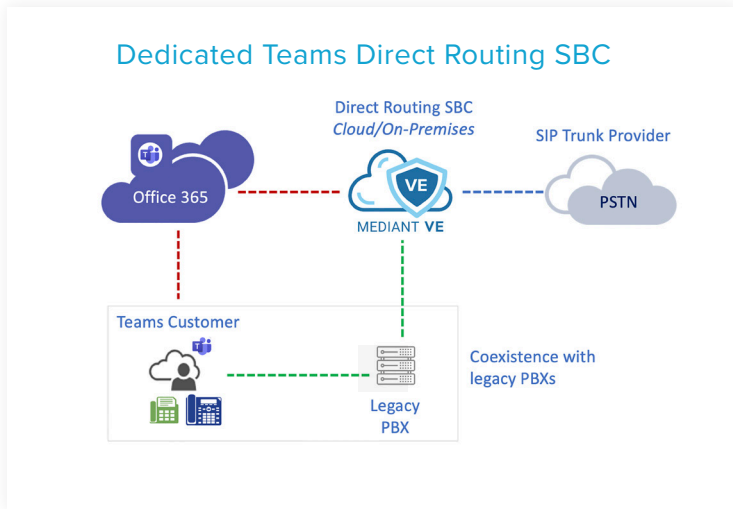 Dedicated Teams Direct Routing SBC
Direct Routing SBC
Cloud/On-Premises
SIP Trunk Provider
T
Office 365
VE
PSTN
MEDIANT VE
Teams Customer
T
Coexistence with
legacy PBXs
Legacy
PBX